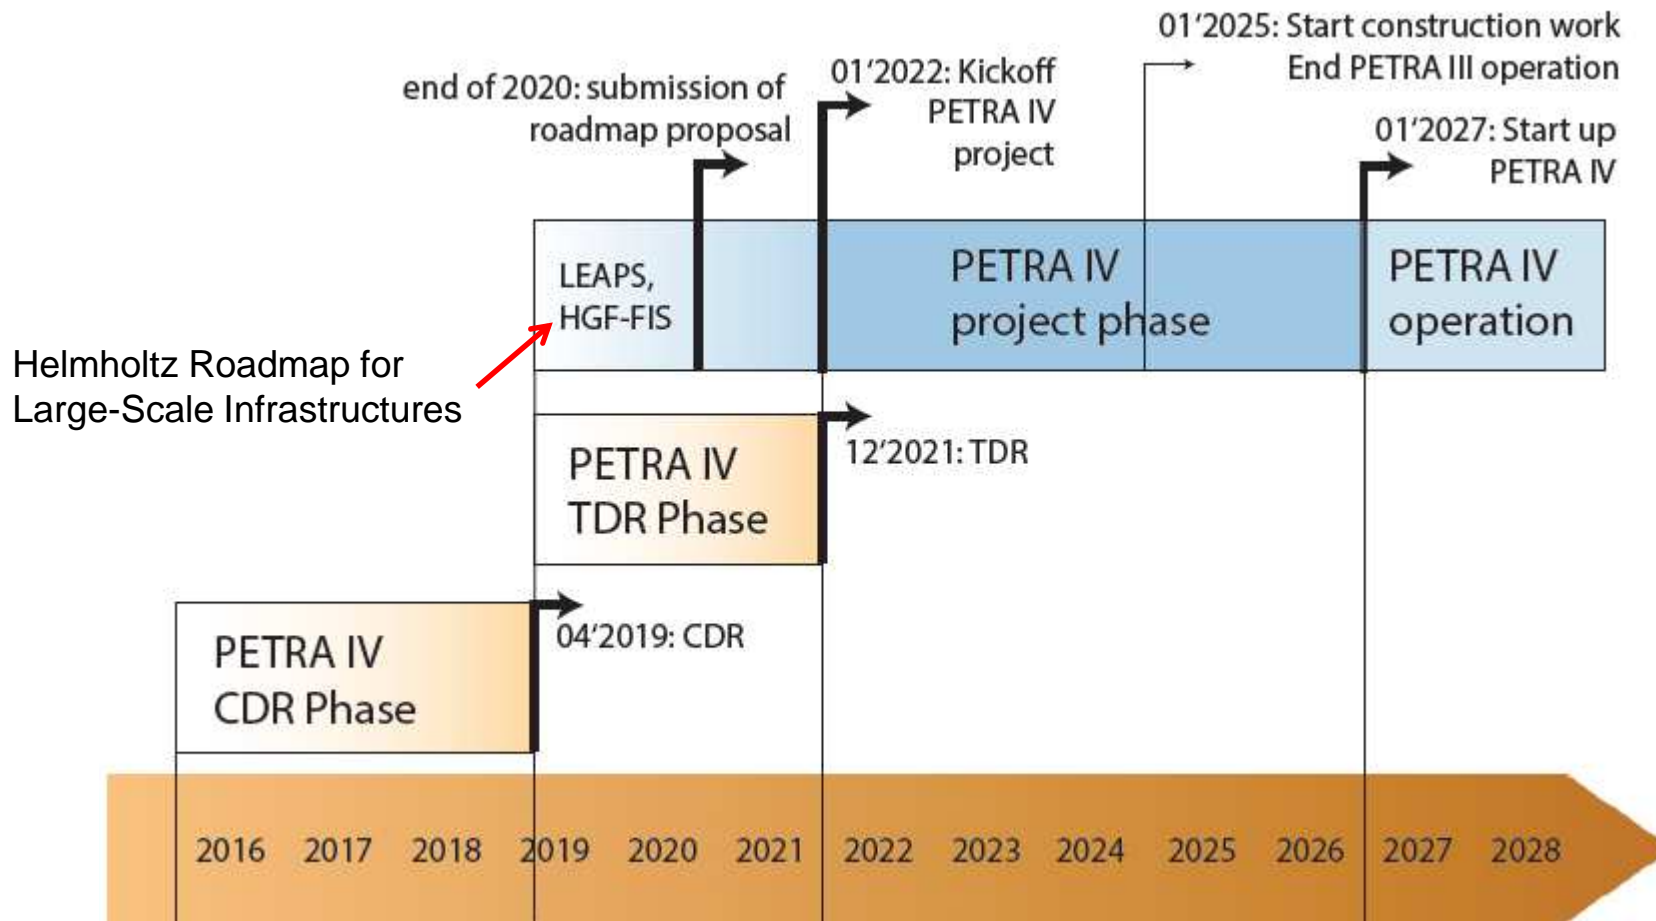 01‘2025: Start construction work
End PETRA III operation
end of 2020: submission of
roadmap proposal
01‘2022: Kickoff
PETRA IV
project
01‘2027: Start up
PETRA IV
LEAPS,
HGF-FIS
PETRA IV
project phase
PETRA IV
operation
Helmholtz Roadmap for
Large-Scale Infrastructures
PETRA IV
TDR Phase
12‘2021: TDR
PETRA IV
CDR Phase
04‘2019: CDR
2016 2017 2018 2019 2020 2021 2022 2023 2024 2025 2026 2027 2028